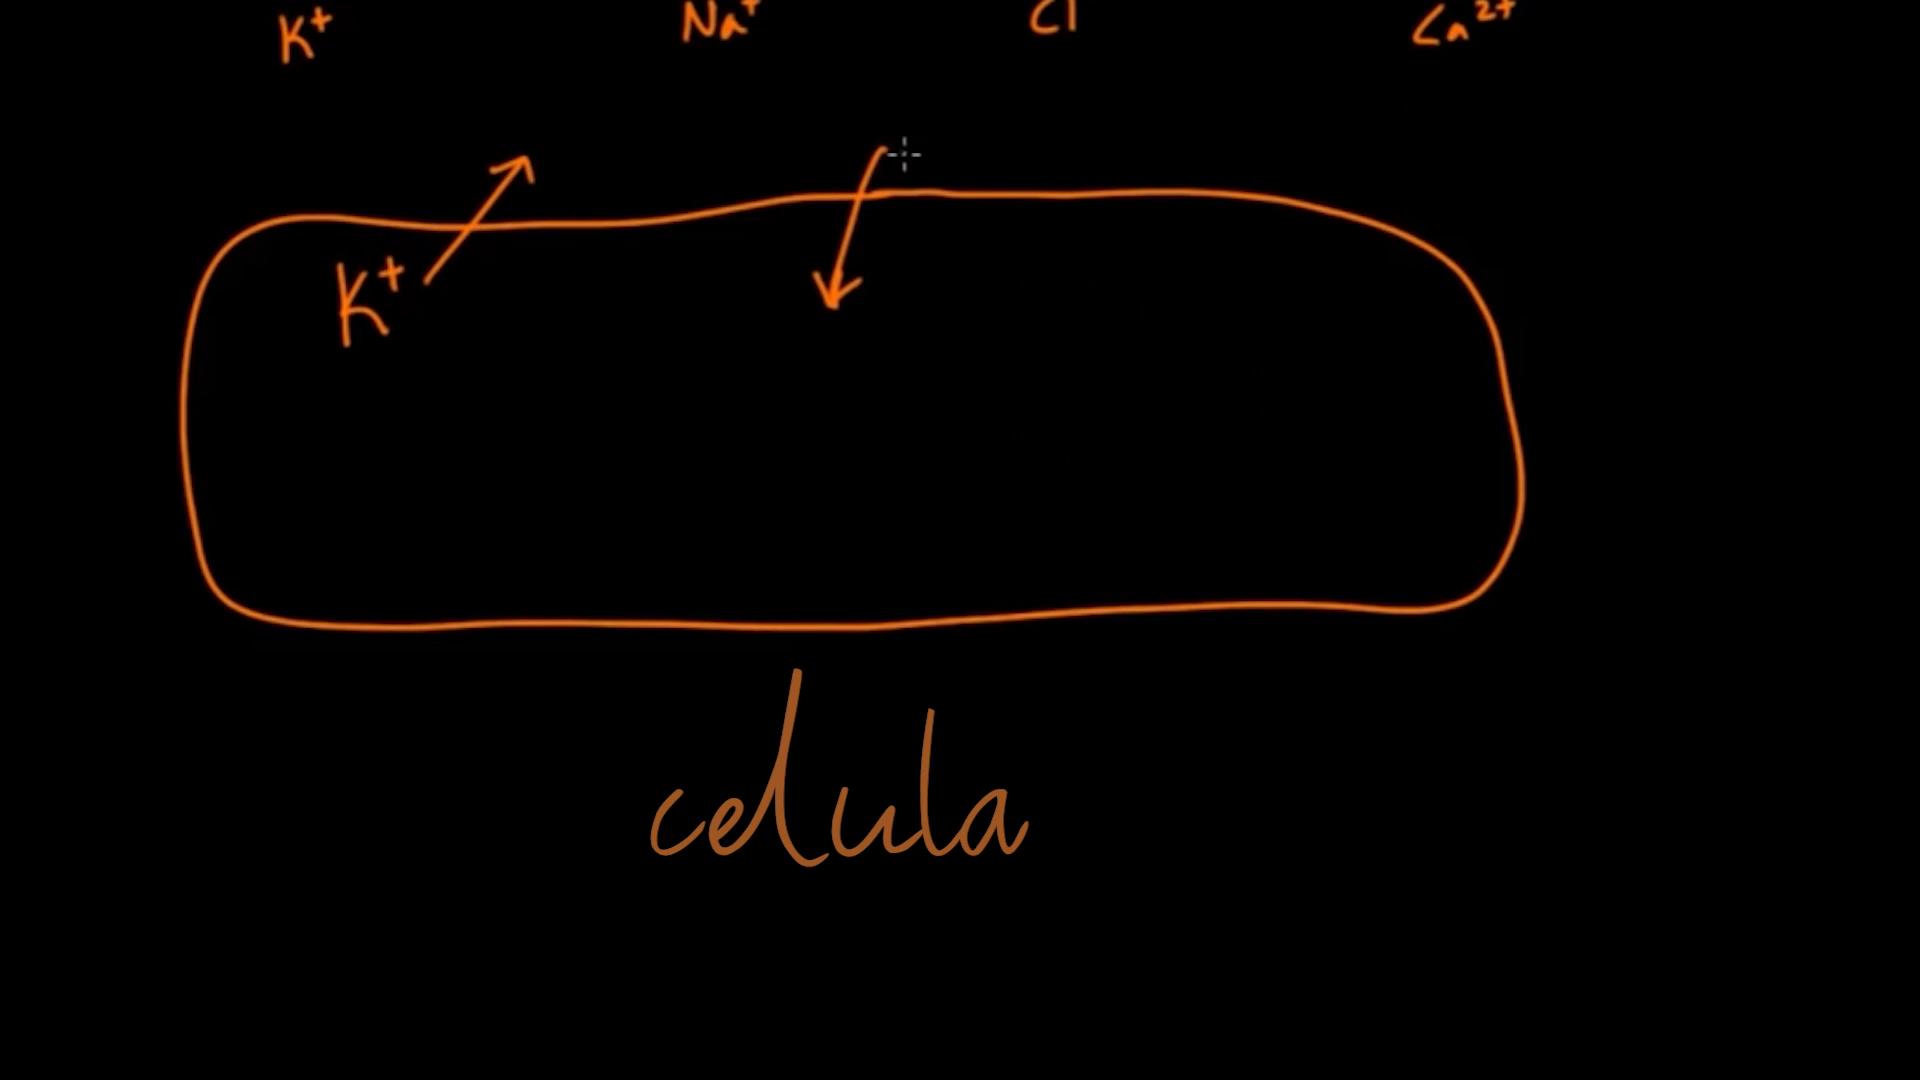 K⁺ Na⁺ Cl Ca²⁺
K⁺
celula